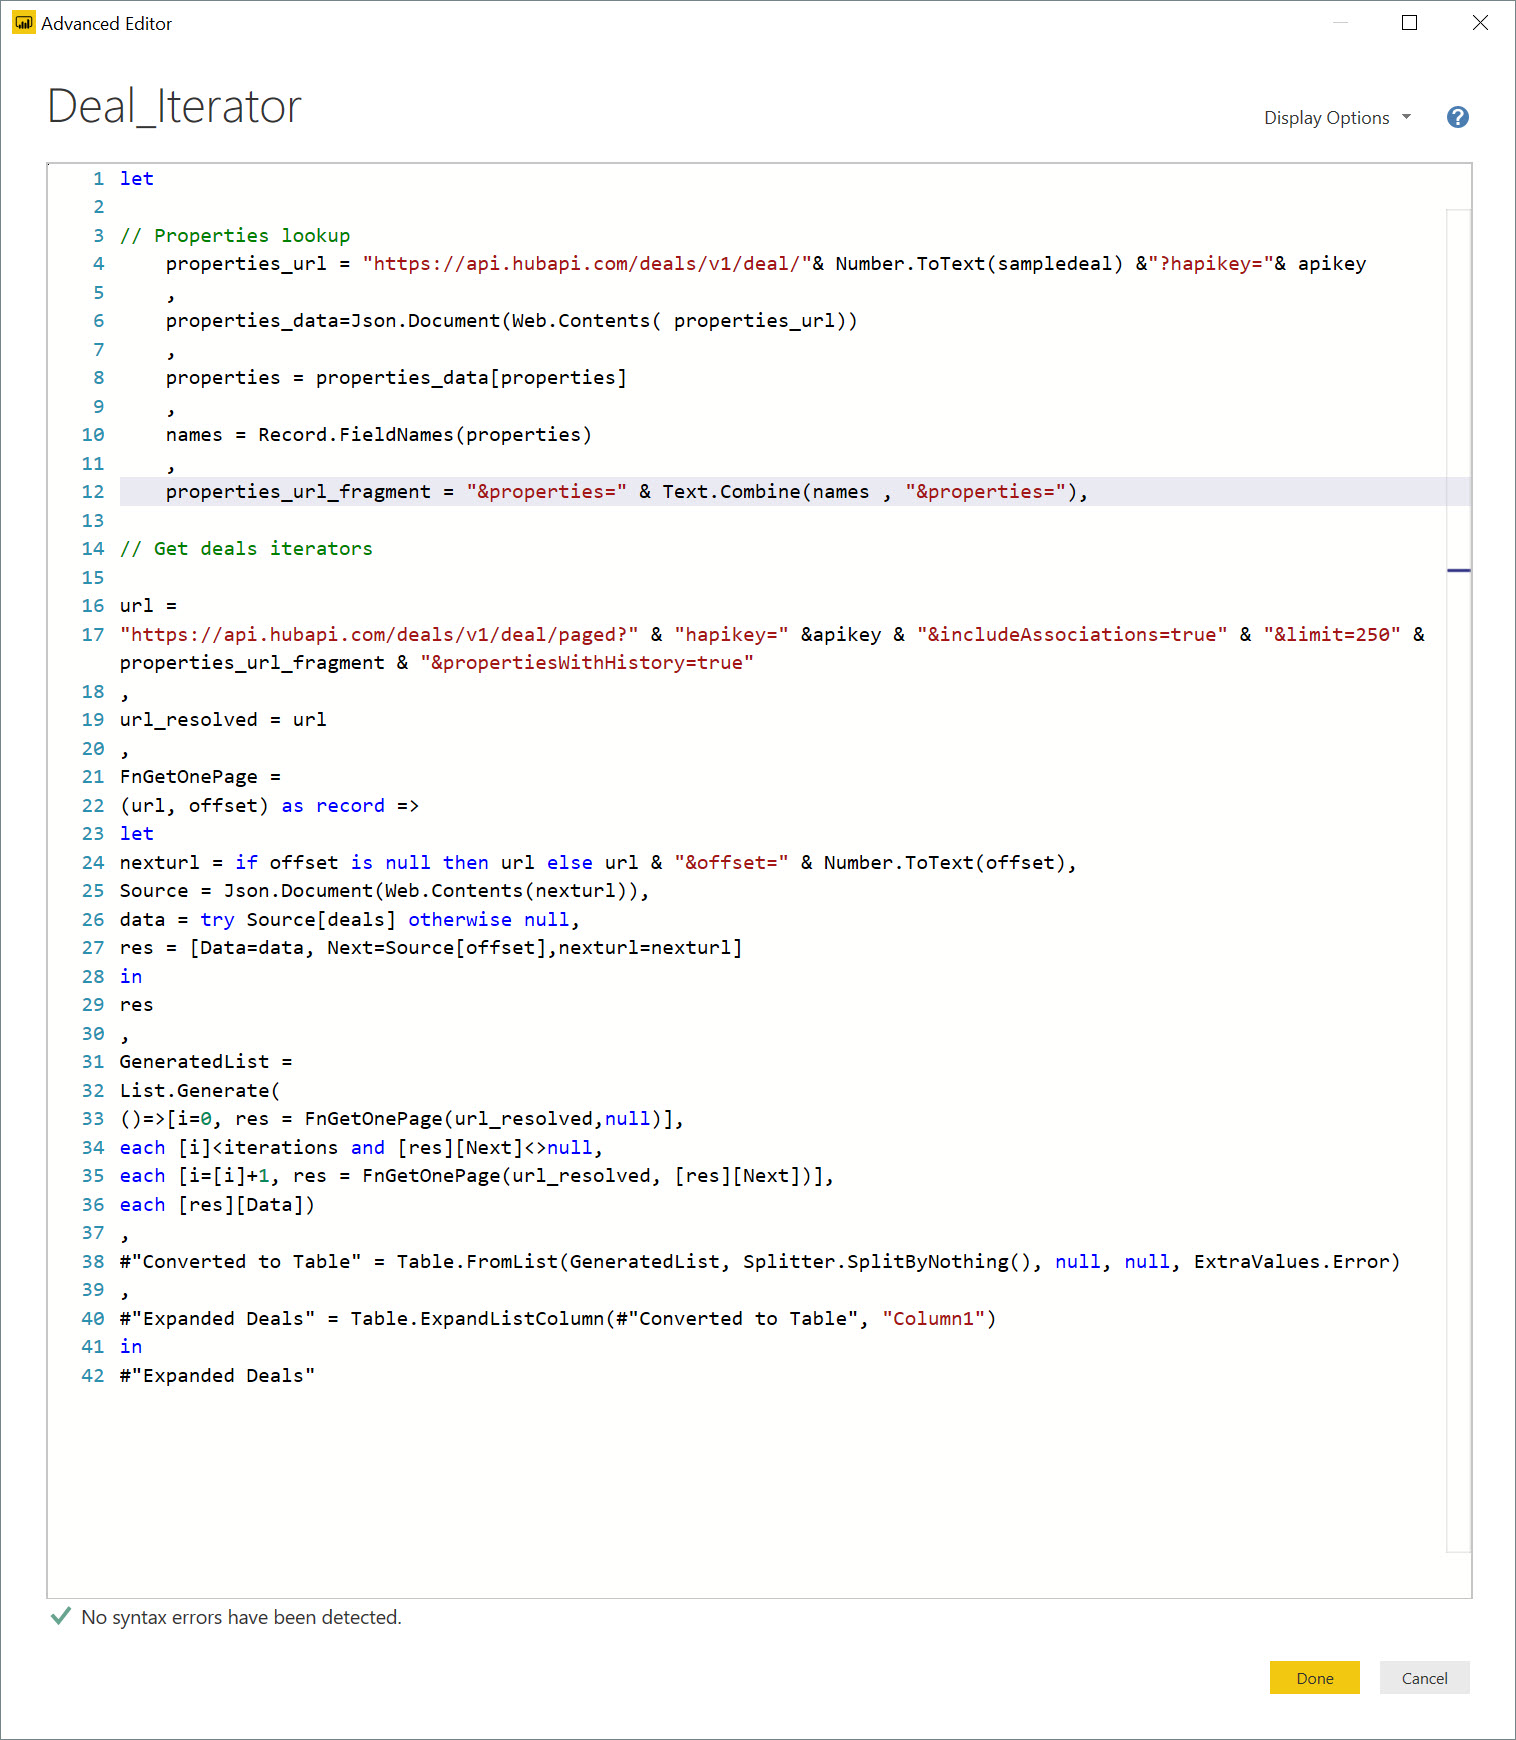 Advanced Editor
Deal_Iterator
Display Options
?
1 let
2
3 // Properties lookup
4     properties_url = "https://api.hubapi.com/deals/v1/deal/"& Number.ToText(sampledeal) &"?hapikey="& apikey
5     ,
6     properties_data=Json.Document(Web.Contents( properties_url))
7     ,
8     properties = properties_data[properties]
9     ,
10     names = Record.FieldNames(properties)
11     ,
12     properties_url_fragment = "&properties=" & Text.Combine(names , "&properties="),
13
14 // Get deals iterators
15
16 url =
17 "https://api.hubapi.com/deals/v1/deal/paged?" & "hapikey=" &apikey & "&includeAssociations=true" & "&limit=250" &
properties_url_fragment & "&propertiesWithHistory=true"
18 ,
19 url_resolved = url
20 ,
21 FnGetOnePage =
22 (url, offset) as record =>
23 let
24 nexturl = if offset is null then url else url & "&offset=" & Number.ToText(offset),
25 Source = Json.Document(Web.Contents(nexturl)),
26 data = try Source[deals] otherwise null,
27 res = [Data=data, Next=Source[offset],nexturl=nexturl]
28 in
29 res
30 ,
31 GeneratedList =
32 List.Generate(
33 ()=>[i=0, res = FnGetOnePage(url_resolved,null)],
34 each [i]<iterations and [res][Next]<>null,
35 each [i=[i]+1, res = FnGetOnePage(url_resolved, [res][Next])],
36 each [res][Data])
37 ,
38 #"Converted to Table" = Table.FromList(GeneratedList, Splitter.SplitByNothing(), null, null, ExtraValues.Error)
39 ,
40 #"Expanded Deals" = Table.ExpandListColumn(#"Converted to Table", "Column1")
41 in
42 #"Expanded Deals"
No syntax errors have been detected.
Done
Cancel